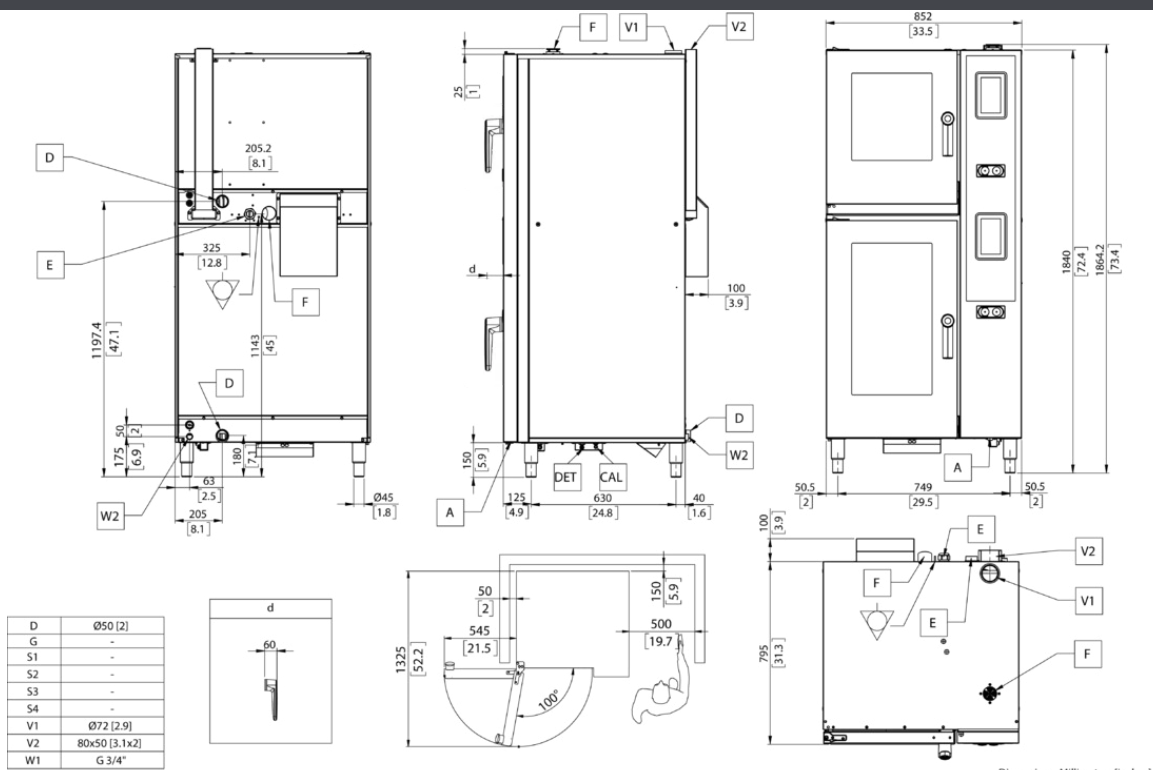 F
V1
V2
852
[33.5]
25
[1]
D
205.2
[8.1]
E
325
[12.8]
F
1197.4
[47.1]
1143
[45]
d
100
[3.9]
1840
[72.4]
1864.2
[73.4]
D
50
[2]
175
[6.9]
180
7.1
63
[2.5]
205
[8.1]
W2
Ø45
[1.8]
150
[5.9]
A
DET
CAL
125
[4.9]
630
[24.8]
40
[1.6]
D
W2
A
50.5
[2]
749
[29.5]
50.5
[2]
100
[3.9]
E
V2
F
V1
E
F
795
[31.3]
50
[2]
545
[21.5]
1325
[52.2]
150
[5.9]
500
[19.7]
100°
d
60
D Ø50 [2]
G -
S1 -
S2 -
S3 -
S4 -
V1 Ø72 [2.9]
V2 80x50 [3.1x2]
W1 G 3/4"